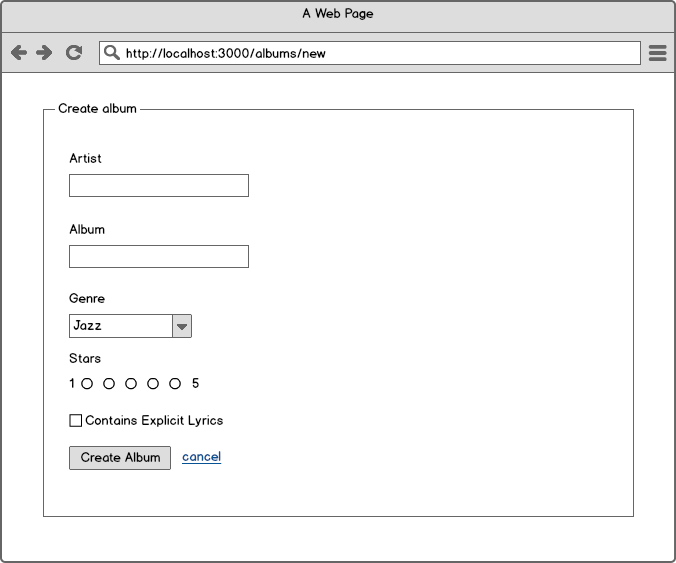 A Web Page
http://localhost:3000/albums/new
Create album
Artist
Album
Genre
Jazz
Stars
1 5
Contains Explicit Lyrics
Create Album cancel